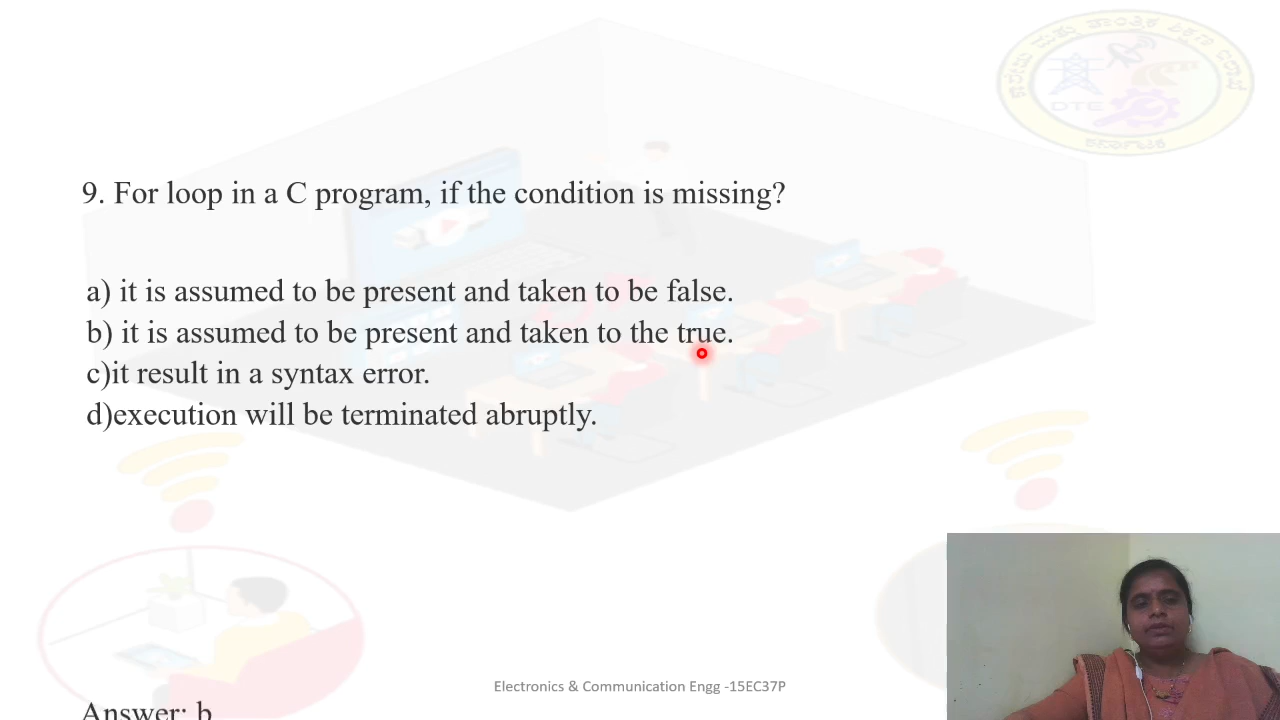 9. For loop in a C program, if the condition is missing?
a) it is assumed to be present and taken to be false.
b) it is assumed to be present and taken to the true.
c)it result in a syntax error.
d)execution will be terminated abruptly.
DTE
Electronics & Communication Engg -15EC37P
Answer: b